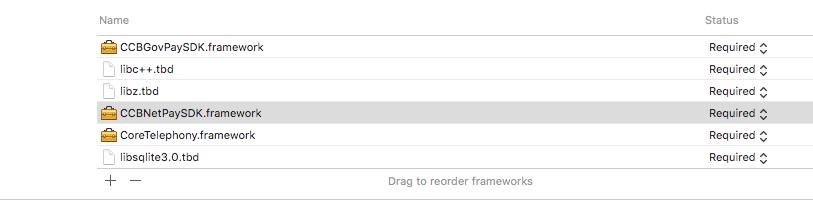 Name Status
CCBGovPaySDK.framework Required
libc++.tbd Required
libz.tbd Required
CCBNetPaySDK.framework Required
CoreTelephony.framework Required
libsqlite3.0.tbd Required
+ − Drag to reorder frameworks